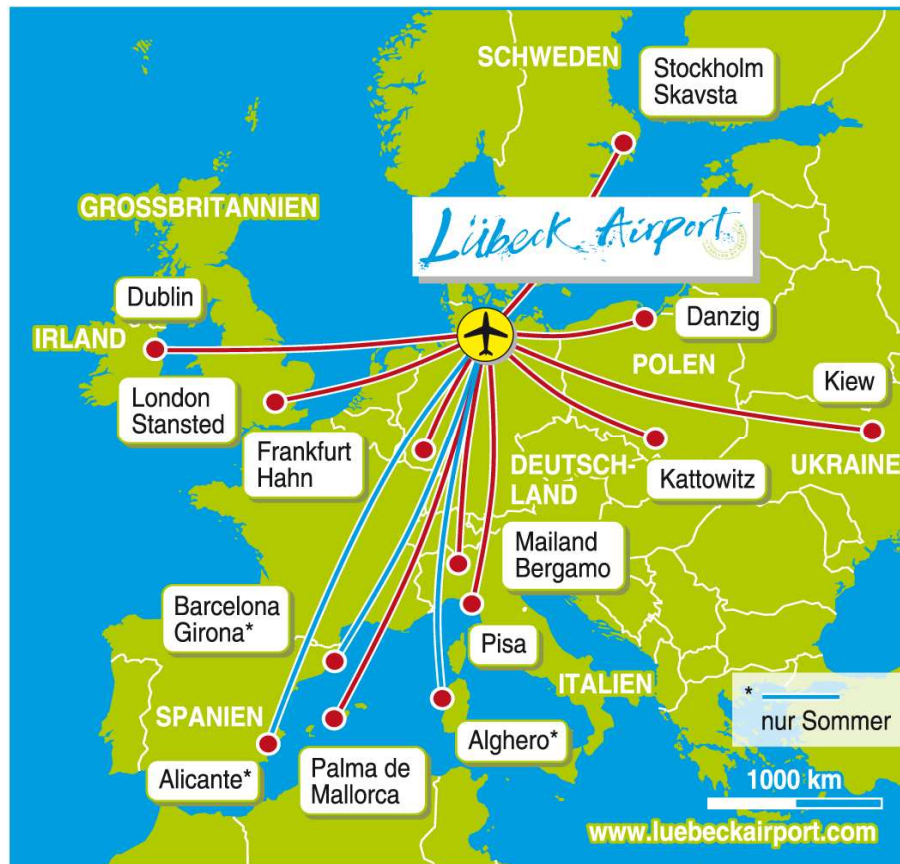 SCHWEDEN
Stockholm
Skavsta
GROSSBRITANNIEN
Lübeck Airport
Dublin
IRLAND
Danzig
POLEN
London
Stansted
Kiew
Frankfurt
Hahn
DEUTSCH-
LAND
Kattowitz
UKRAINE
Mailand
Bergamo
Barcelona
Girona*
Pisa
ITALIEN
SPANIEN
*
nur Sommer
Alicante*
Palma de
Mallorca
Alghero*
1000 km
www.luebeckairport.com